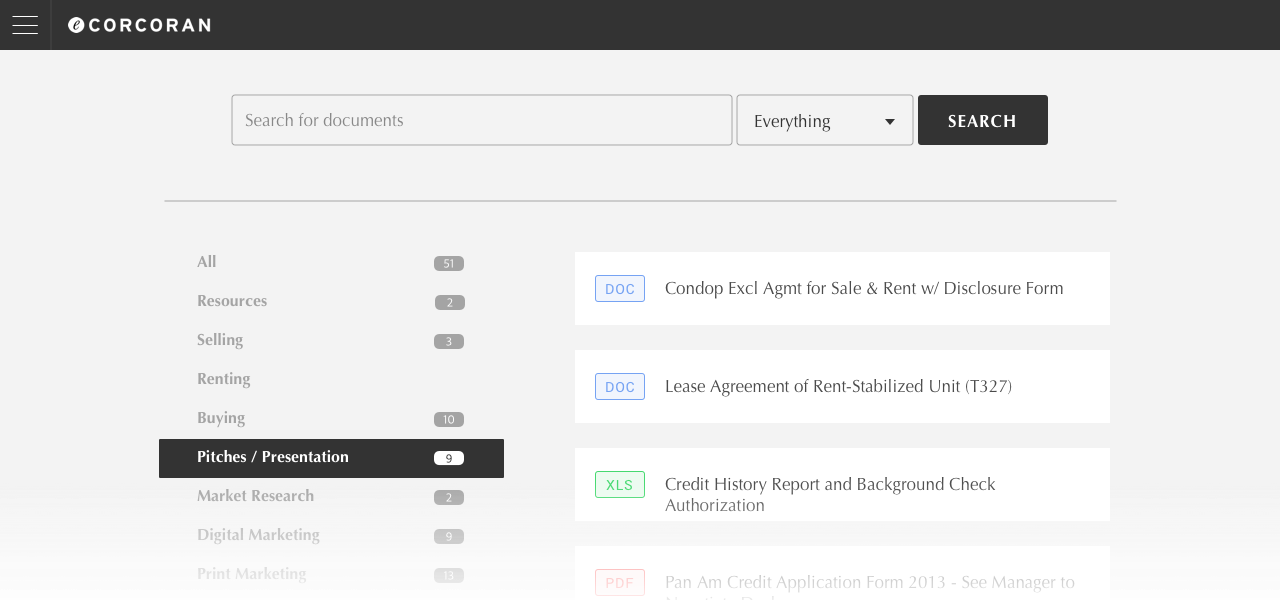 CORCORAN
Search for documents
Everything
SEARCH
All 51
Resources 2
Selling 3
Renting
Buying 10
Pitches / Presentation 9
Market Research 2
Digital Marketing 9
Print Marketing 13
DOC Condop Excl Agmt for Sale & Rent w/ Disclosure Form
DOC Lease Agreement of Rent-Stabilized Unit (T327)
XLS Credit History Report and Background Check
Authorization
PDF Pan Am Credit Application Form 2013 - See Manager to